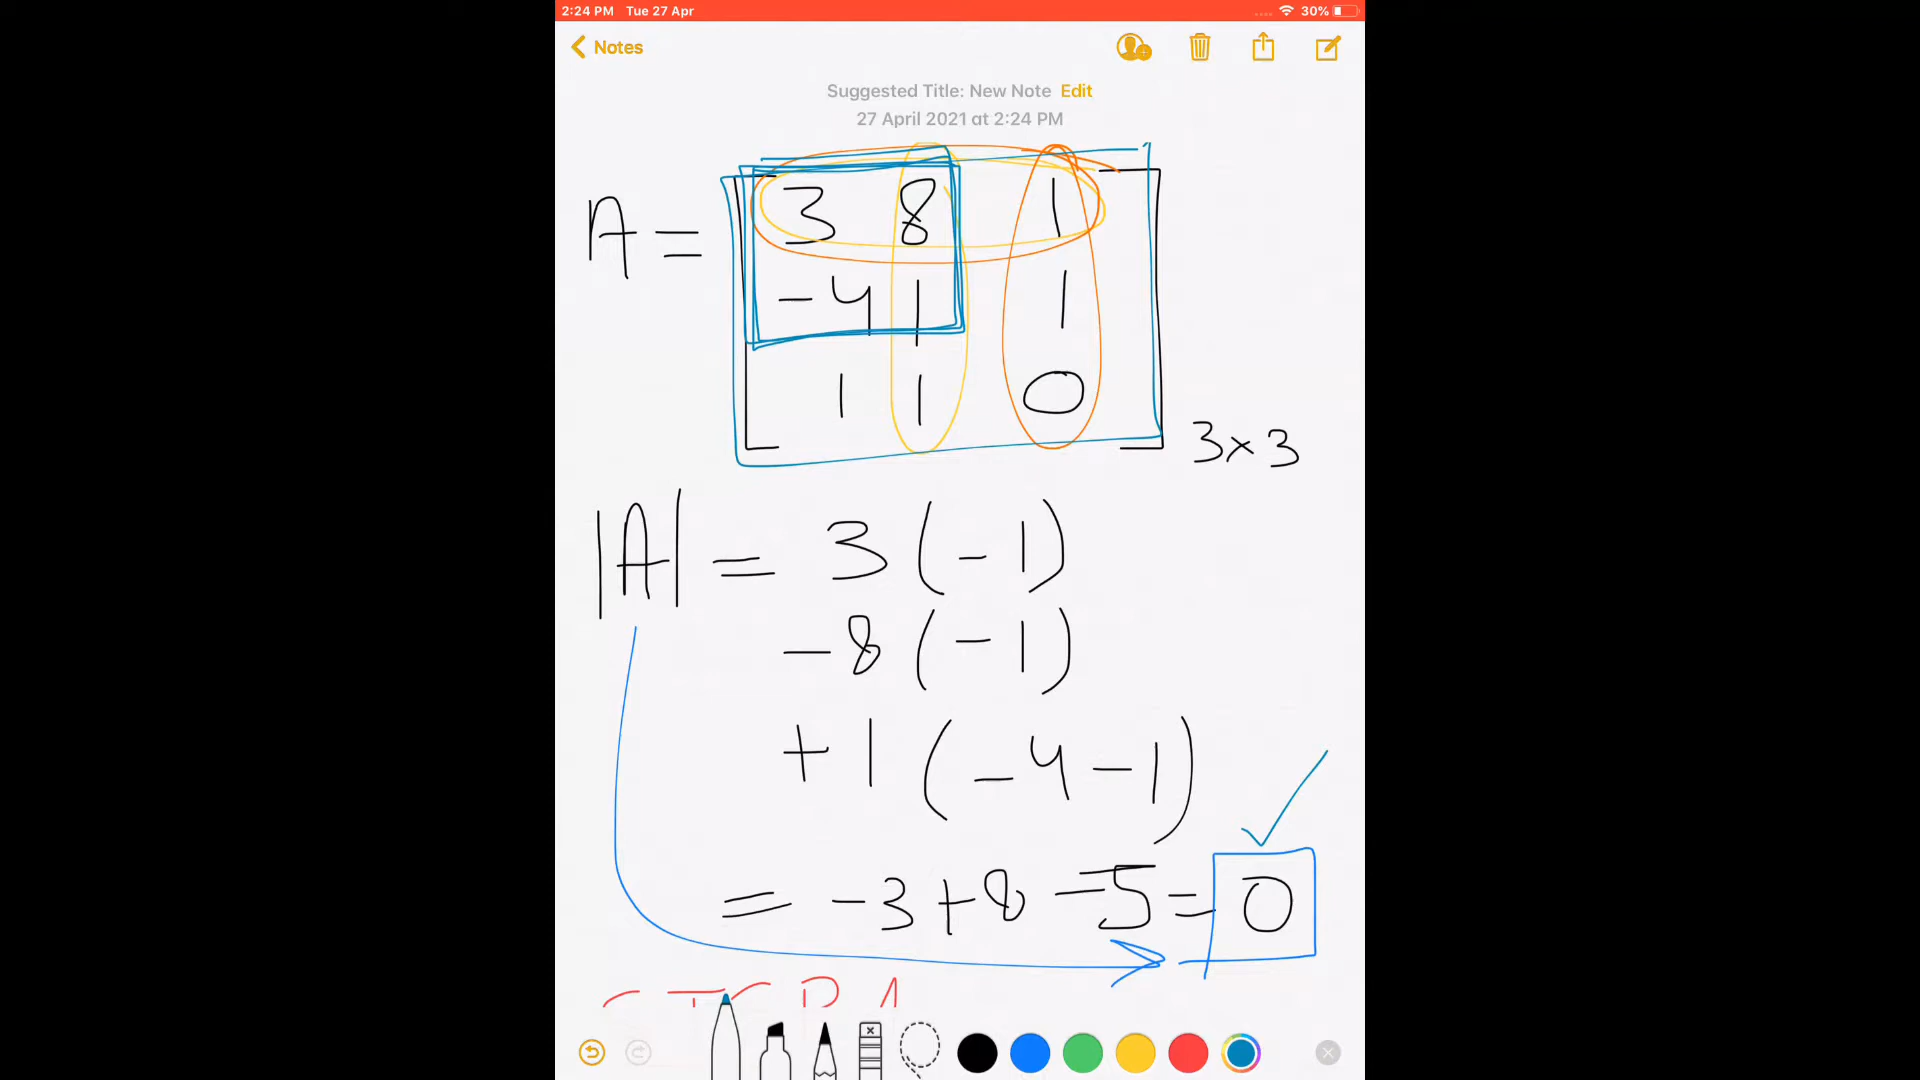 2:24 PM Tue 27 Apr 30%
Notes
Suggested Title: New Note Edit
27 April 2021 at 2:24 PM
A =
3 8 1
-4 1 1
1 1 0
3×3
|A| = 3(-1)
-8(-1)
+1(-4-1)
= -3+8-5=0